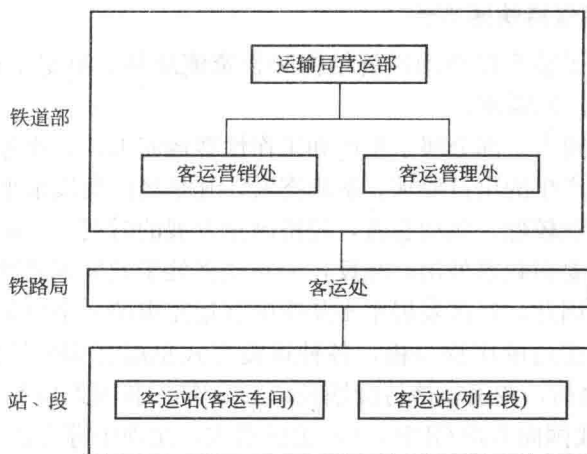 运输局营运部
铁道部
客运营销处
客运管理处
铁路局
客运处
站、段
客运站(客运车间)
客运站(列车段)